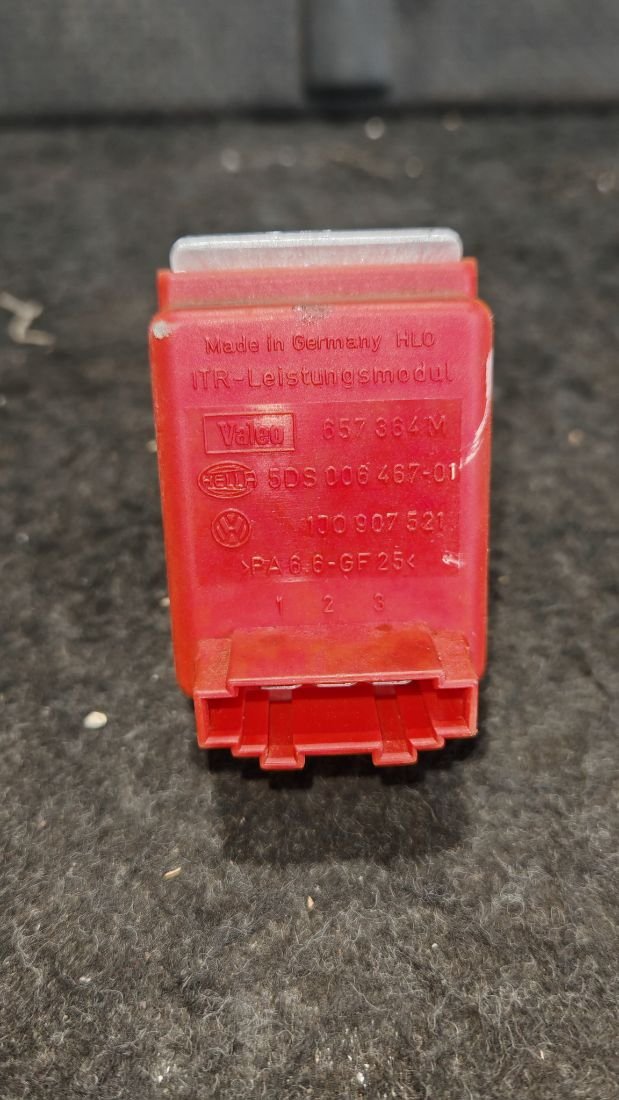 Made in Germany HLO
ITR-Leistungsmodul
Valeo 657 364 M
HELLA 5DS 006 467-01
VW 1J0 907 521
>PA 6.6-GF 25<
1 2 3